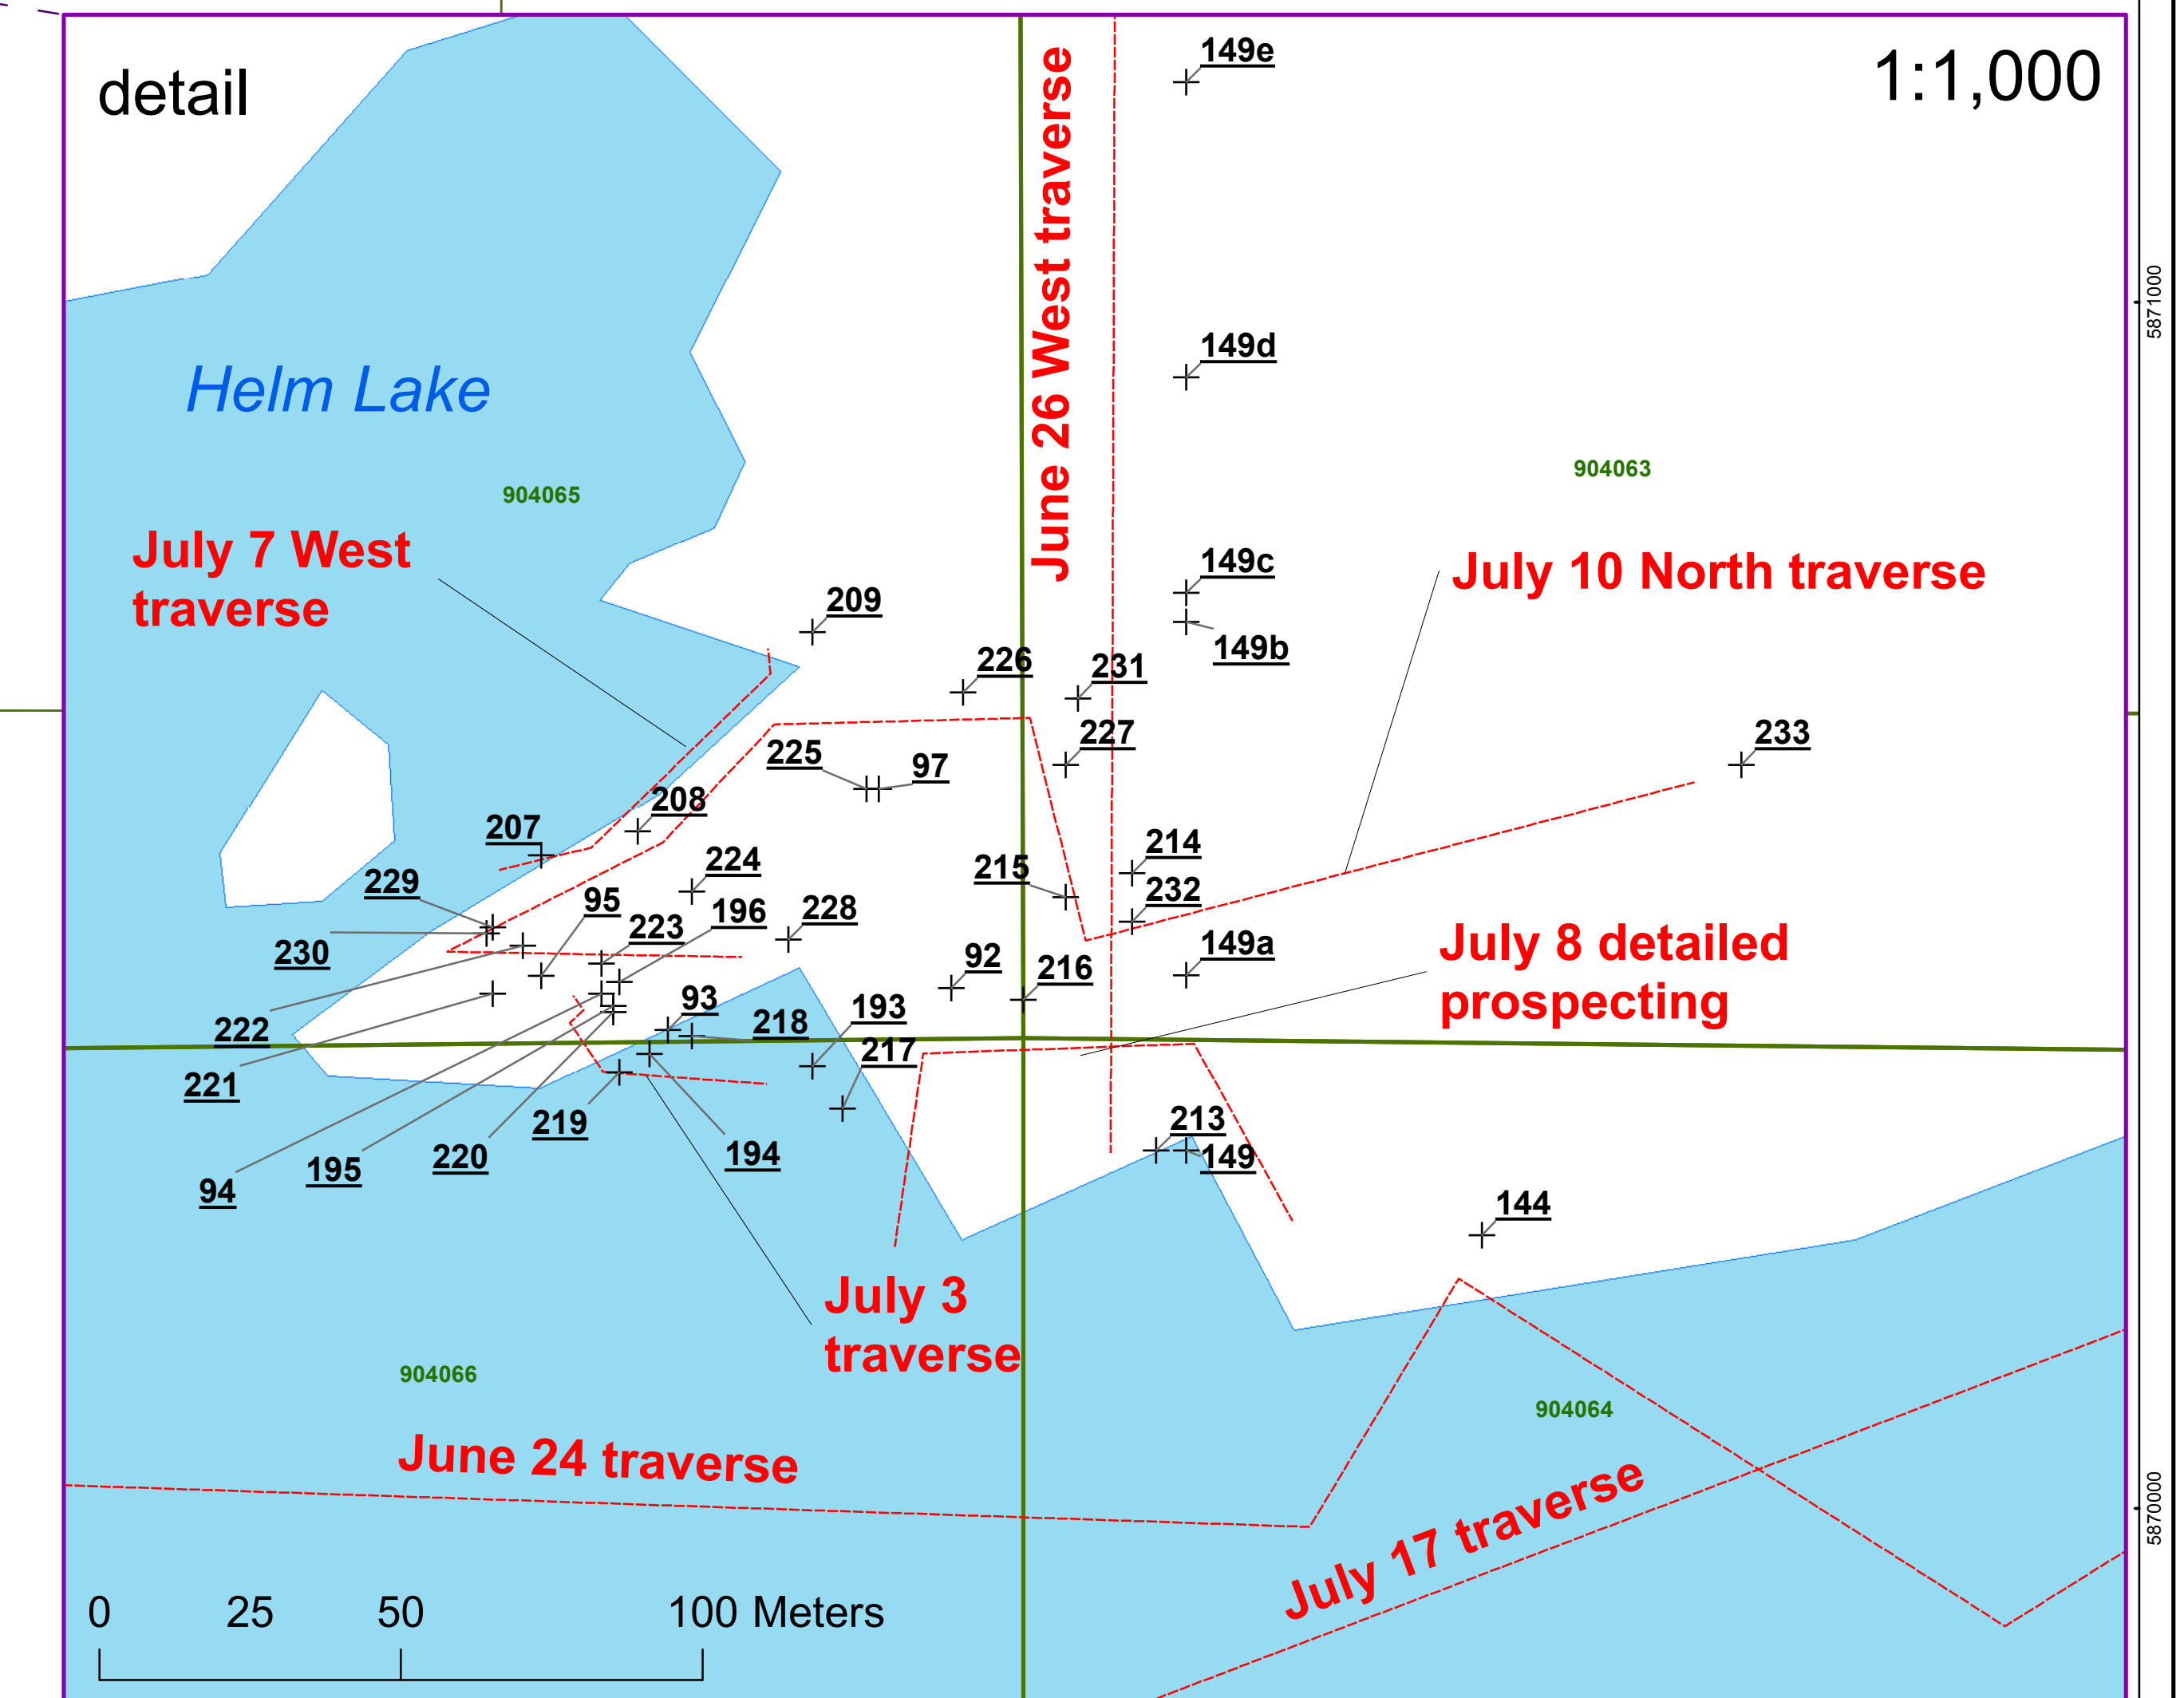 detail
1:1,000
149e
5871000
June 26 West traverse
149d
Helm Lake
904063
904065
July 7 West
traverse
149c
July 10 North traverse
209
149b
226
231
227
233
225
97
208
207
214
215
224
229
232
95
196
223
228
230
149a
July 8 detailed
prospecting
92
216
93
193
222
218
217
221
219
213
194
149
220
195
94
144
July 3
traverse
904066
904064
June 24 traverse
July 17 traverse
5870000
0 25 50 100 Meters